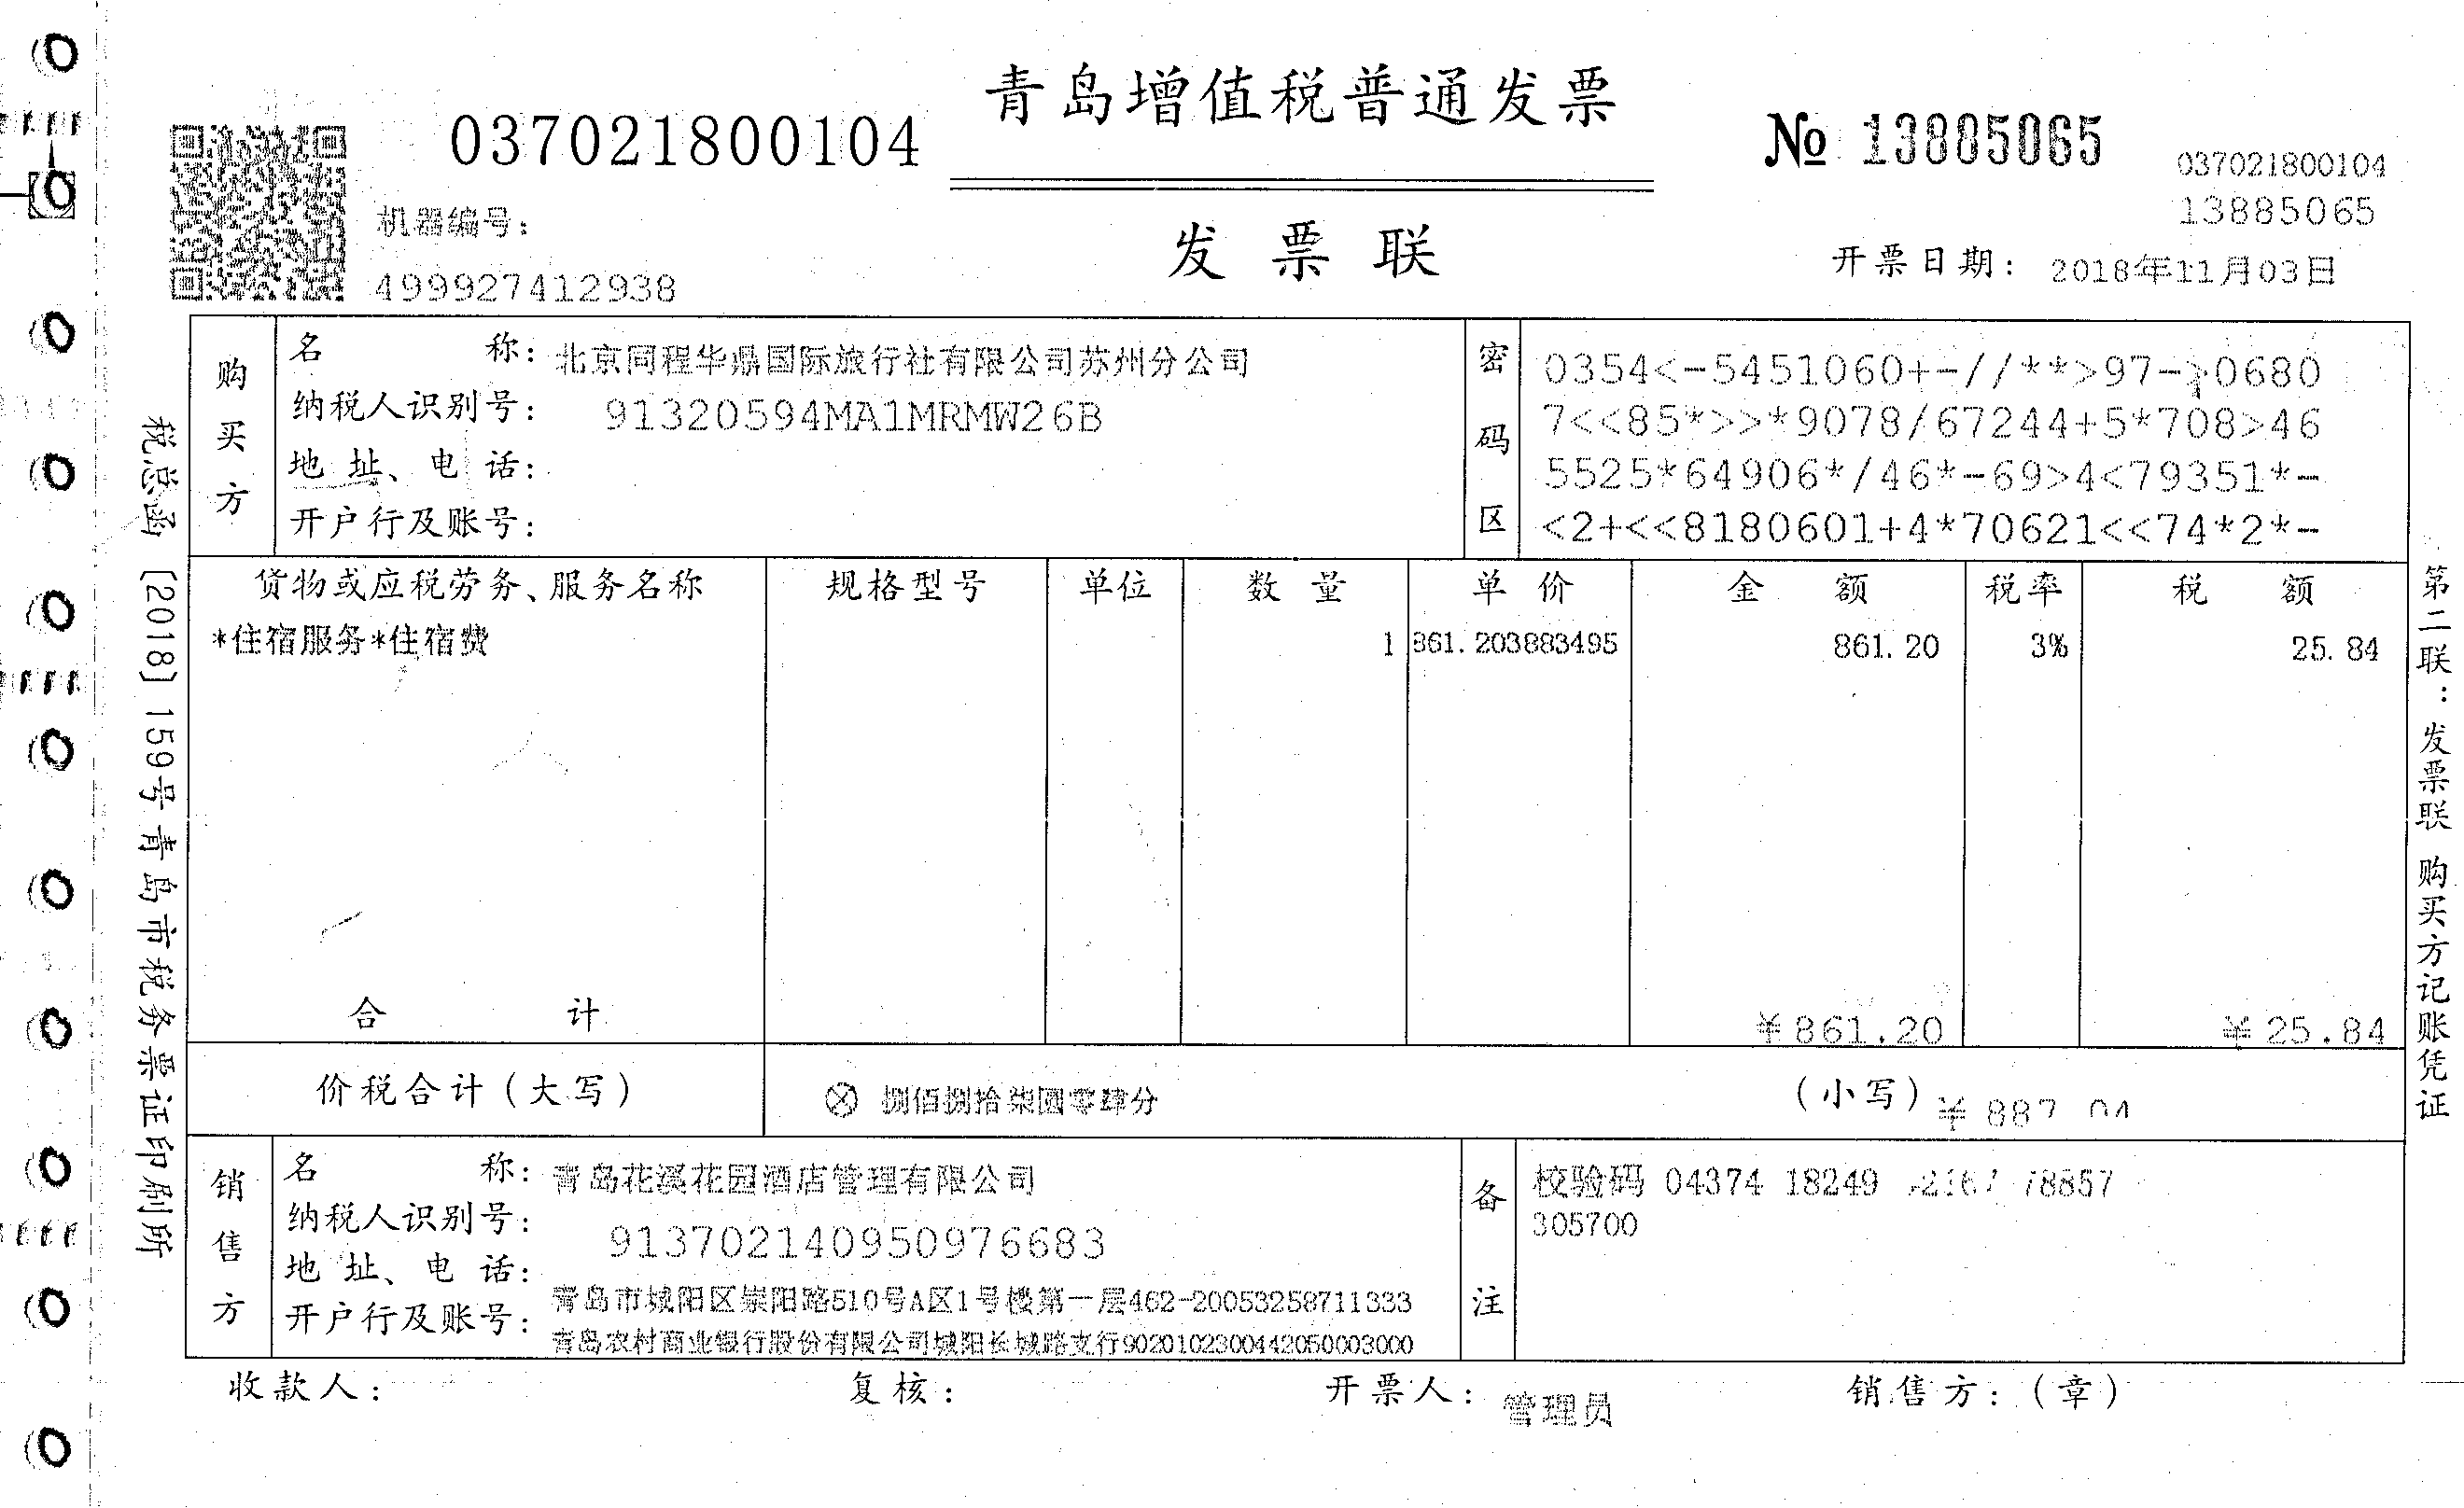 青岛增值税普通发票
037021800104
№ 13885065
037021800104
13885065
机器编号:
499927412938
发票联
开票日期: 2018年11月03日
购买方
名称: 北京同程华鼎国际旅行社有限公司苏州分公司
纳税人识别号: 91320594MA1MRMW26B
地址、电话:
开户行及账号:
密码区
0354<-5451060+-//**>97->0680
7<<85*>>*9078/67244+5*708>46
5525*64906*/46*-69>4<79351*-
<2+<<8180601+4*70621<<74*2*-
货物或应税劳务、服务名称 规格型号 单位 数量 单价 金额 税率 税额
*住宿服务*住宿费 1 861.203883495 861.20 3% 25.84
合计 ¥861.20 ¥25.84
价税合计(大写) ⊗ 捌佰捌拾柒圆零肆分 (小写) ¥887.04
销售方
名称: 青岛花溪花园酒店管理有限公司
纳税人识别号: 913702140950976683
地址、电话: 青岛市城阳区崇阳路510号A区1号楼第一层462-20053258711333
开户行及账号: 青岛农村商业银行股份有限公司城阳长城路支行9020102300442050003000
备注
校验码 04374 18249 78857
305700
收款人: 复核: 开票人: 管理员 销售方:(章)
税总函[2018]159号青岛市税务票证印刷所
第二联:发票联 购买方记账凭证